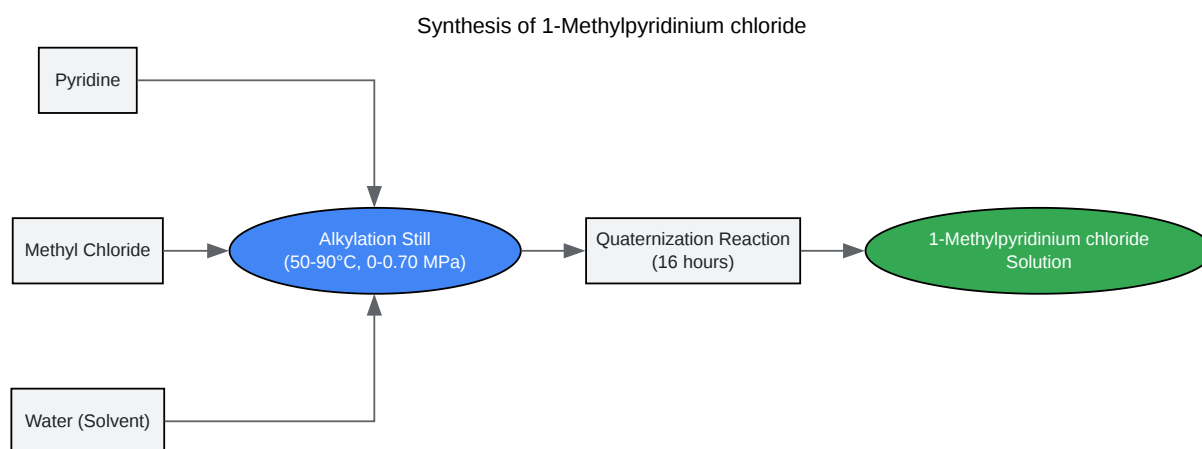 Synthesis of 1-Methylpyridinium chloride
Pyridine
Methyl Chloride
Alkylation Still
(50-90°C, 0-0.70 MPa)
Quaternization Reaction
(16 hours)
1-Methylpyridinium chloride
Solution
Water (Solvent)